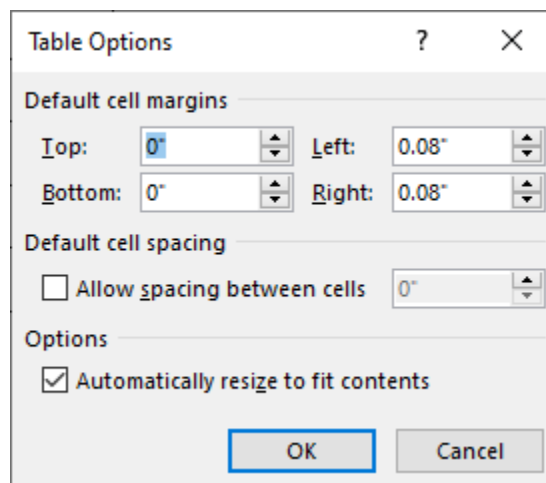 Table Options ? ×
Default cell margins
Top: 0" Left: 0.08"
Bottom: 0" Right: 0.08"
Default cell spacing
Allow spacing between cells 0"
Options
Automatically resize to fit contents
OK Cancel